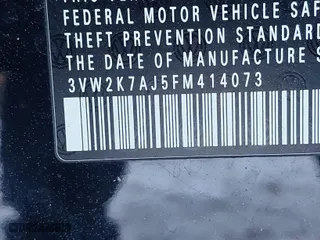 FEDERAL MOTOR VEHICLE SAF
THEFT PREVENTION STANDARD
THE DATE OF MANUFACTURE S
3VW2K7AJ5FM414073